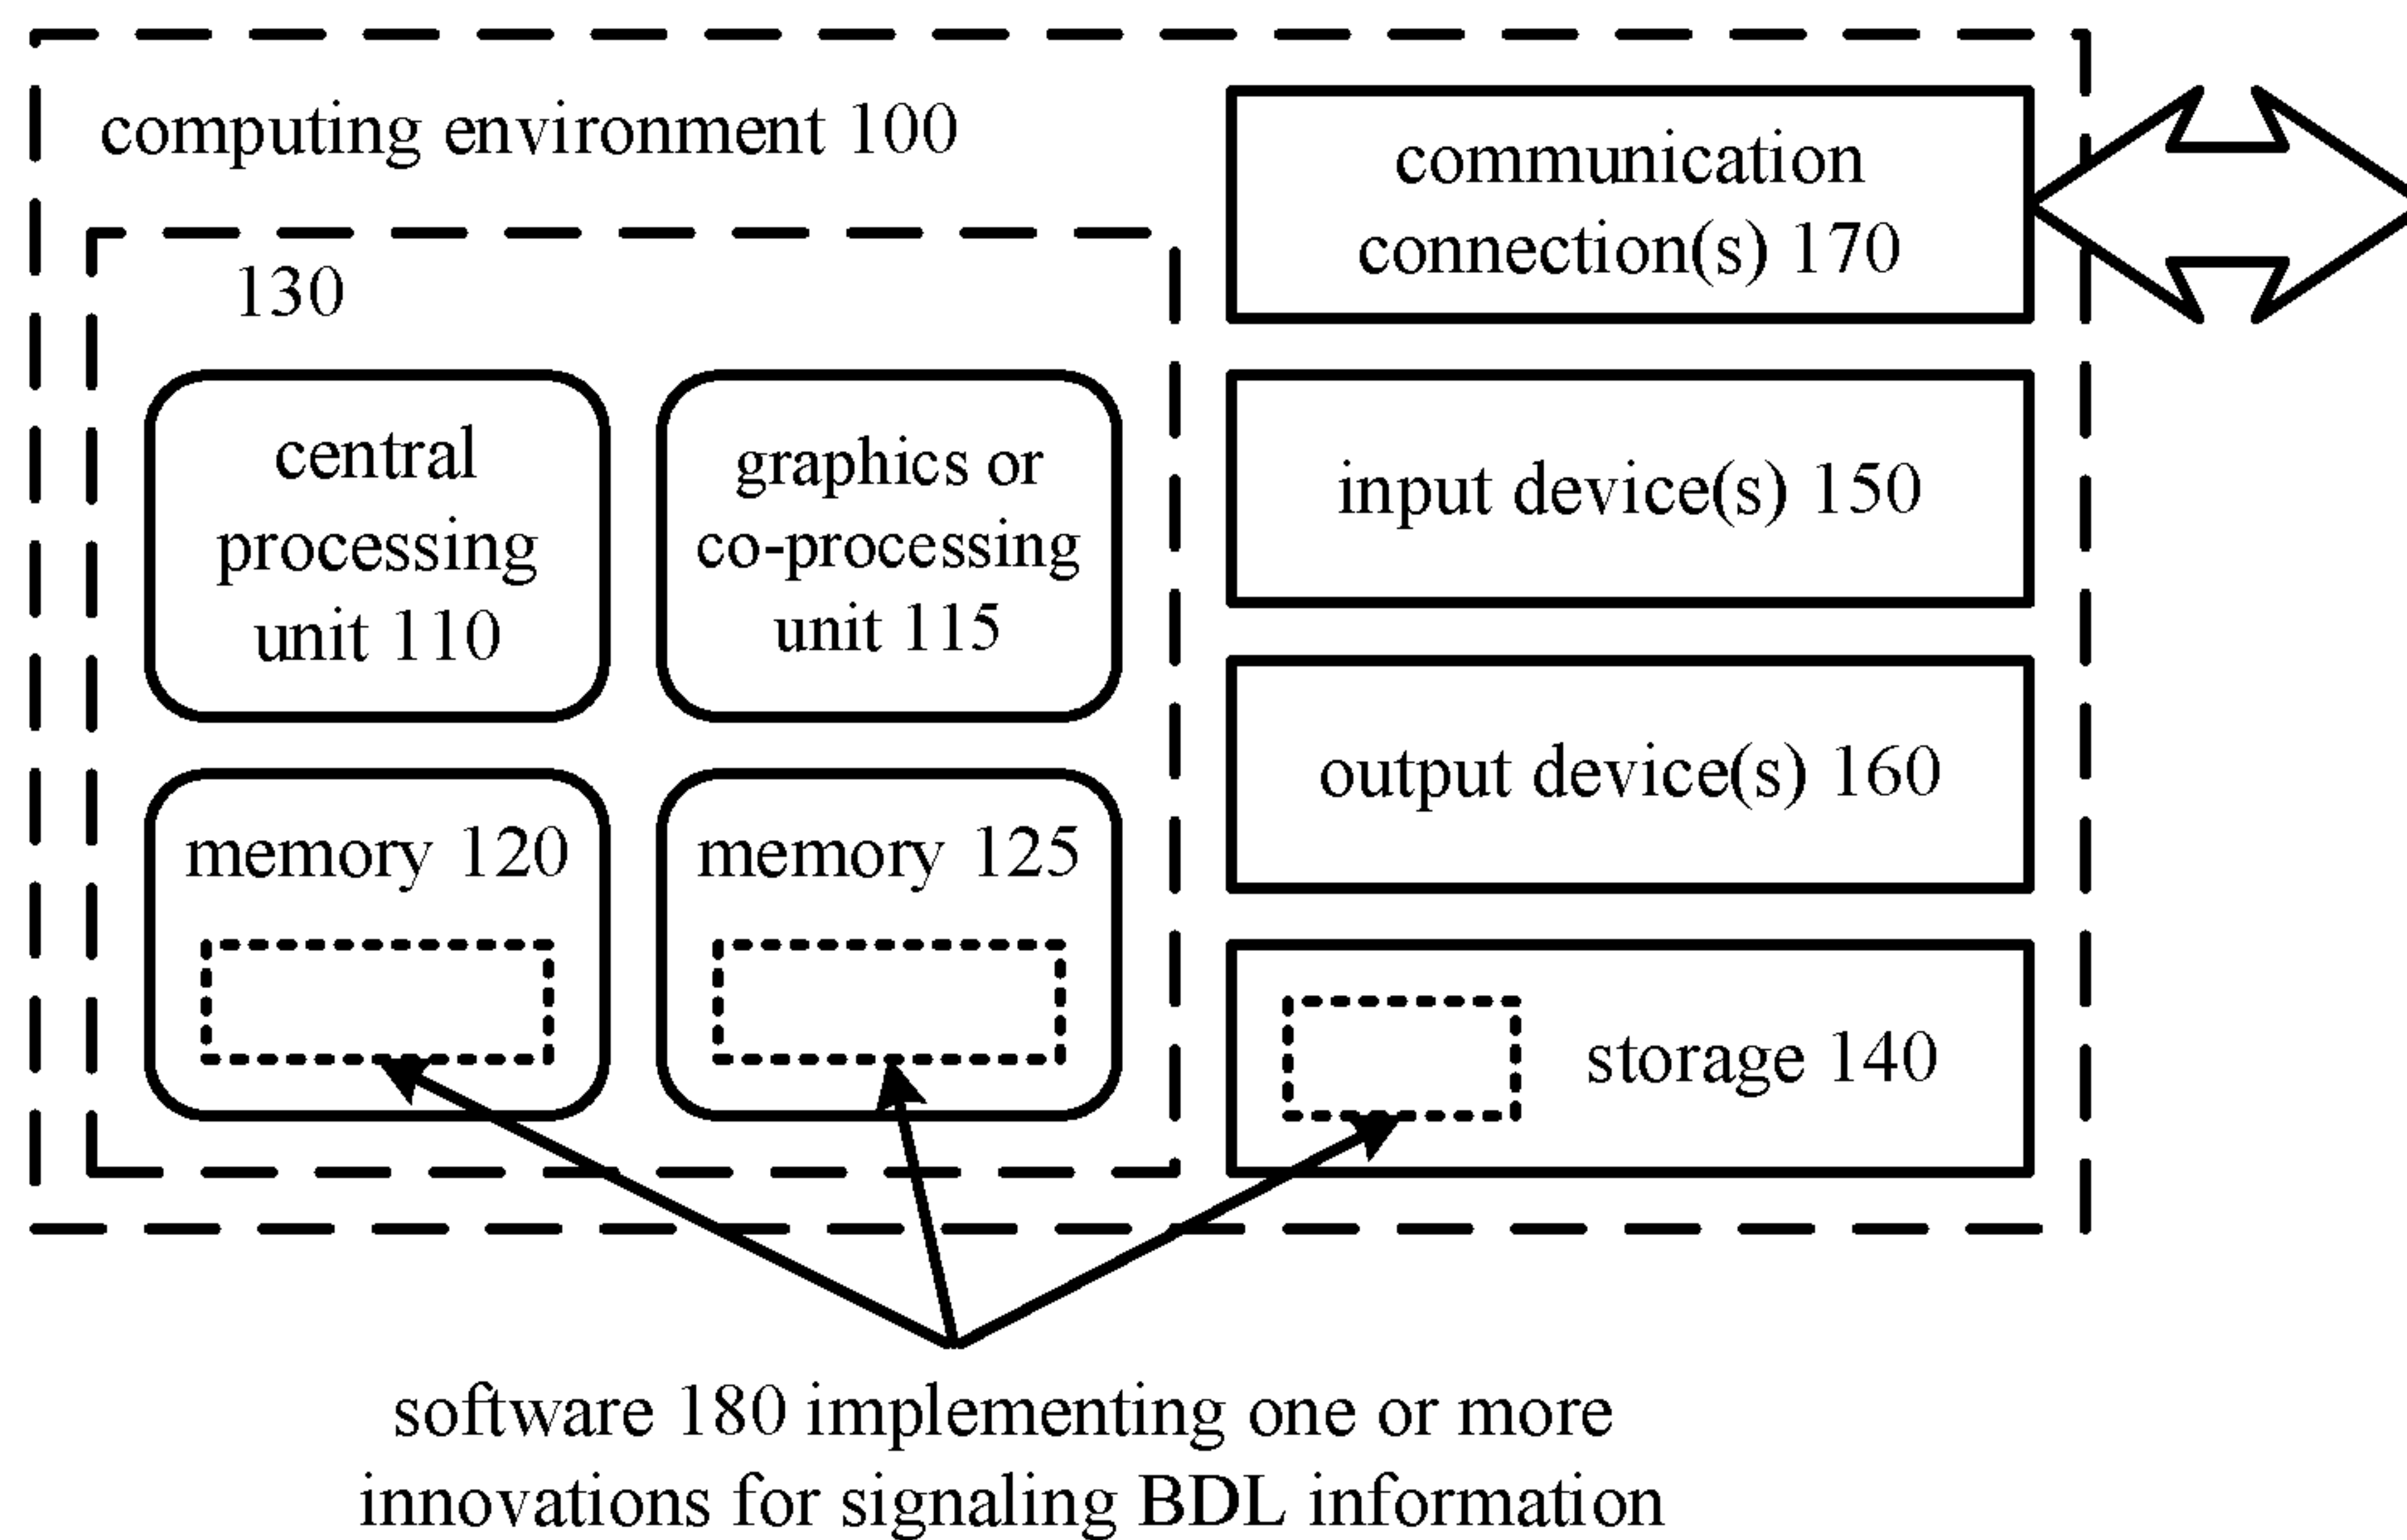 computing environment 100
communication
connection(s) 170
130
central
processing
unit 110
graphics or
co-processing
unit 115
input device(s) 150
output device(s) 160
memory 120
memory 125
storage 140
software 180 implementing one or more
innovations for signaling BDL information